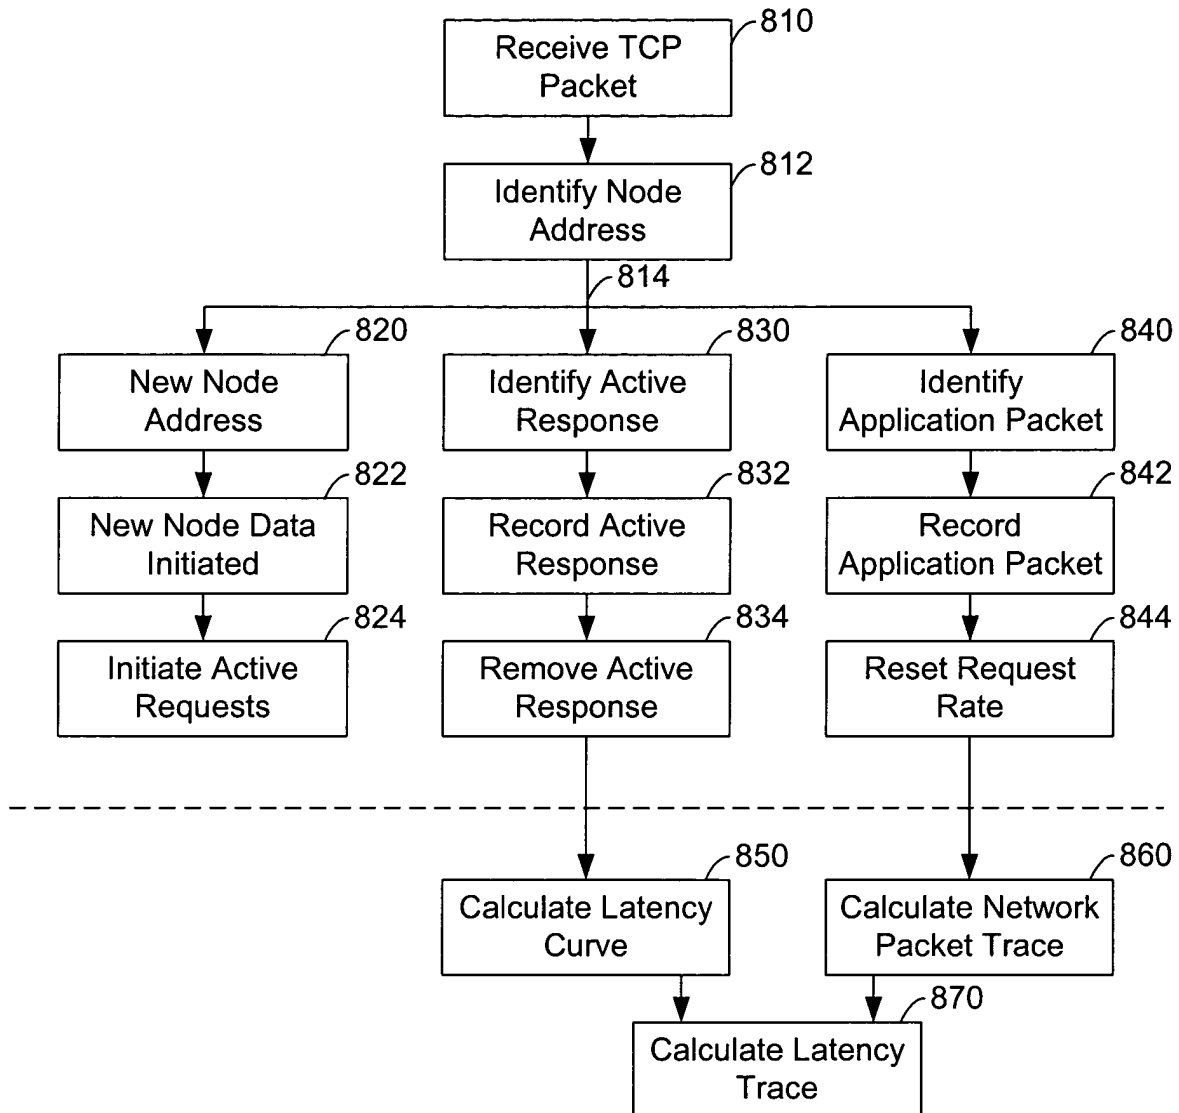 810
Receive TCP
Packet
812
Identify Node
Address
814
820
New Node
Address
830
Identify Active
Response
840
Identify
Application Packet
822
New Node Data
Initiated
832
Record Active
Response
842
Record
Application Packet
824
Initiate Active
Requests
834
Remove Active
Response
844
Reset Request
Rate
850
Calculate Latency
Curve
860
Calculate Network
Packet Trace
870
Calculate Latency
Trace